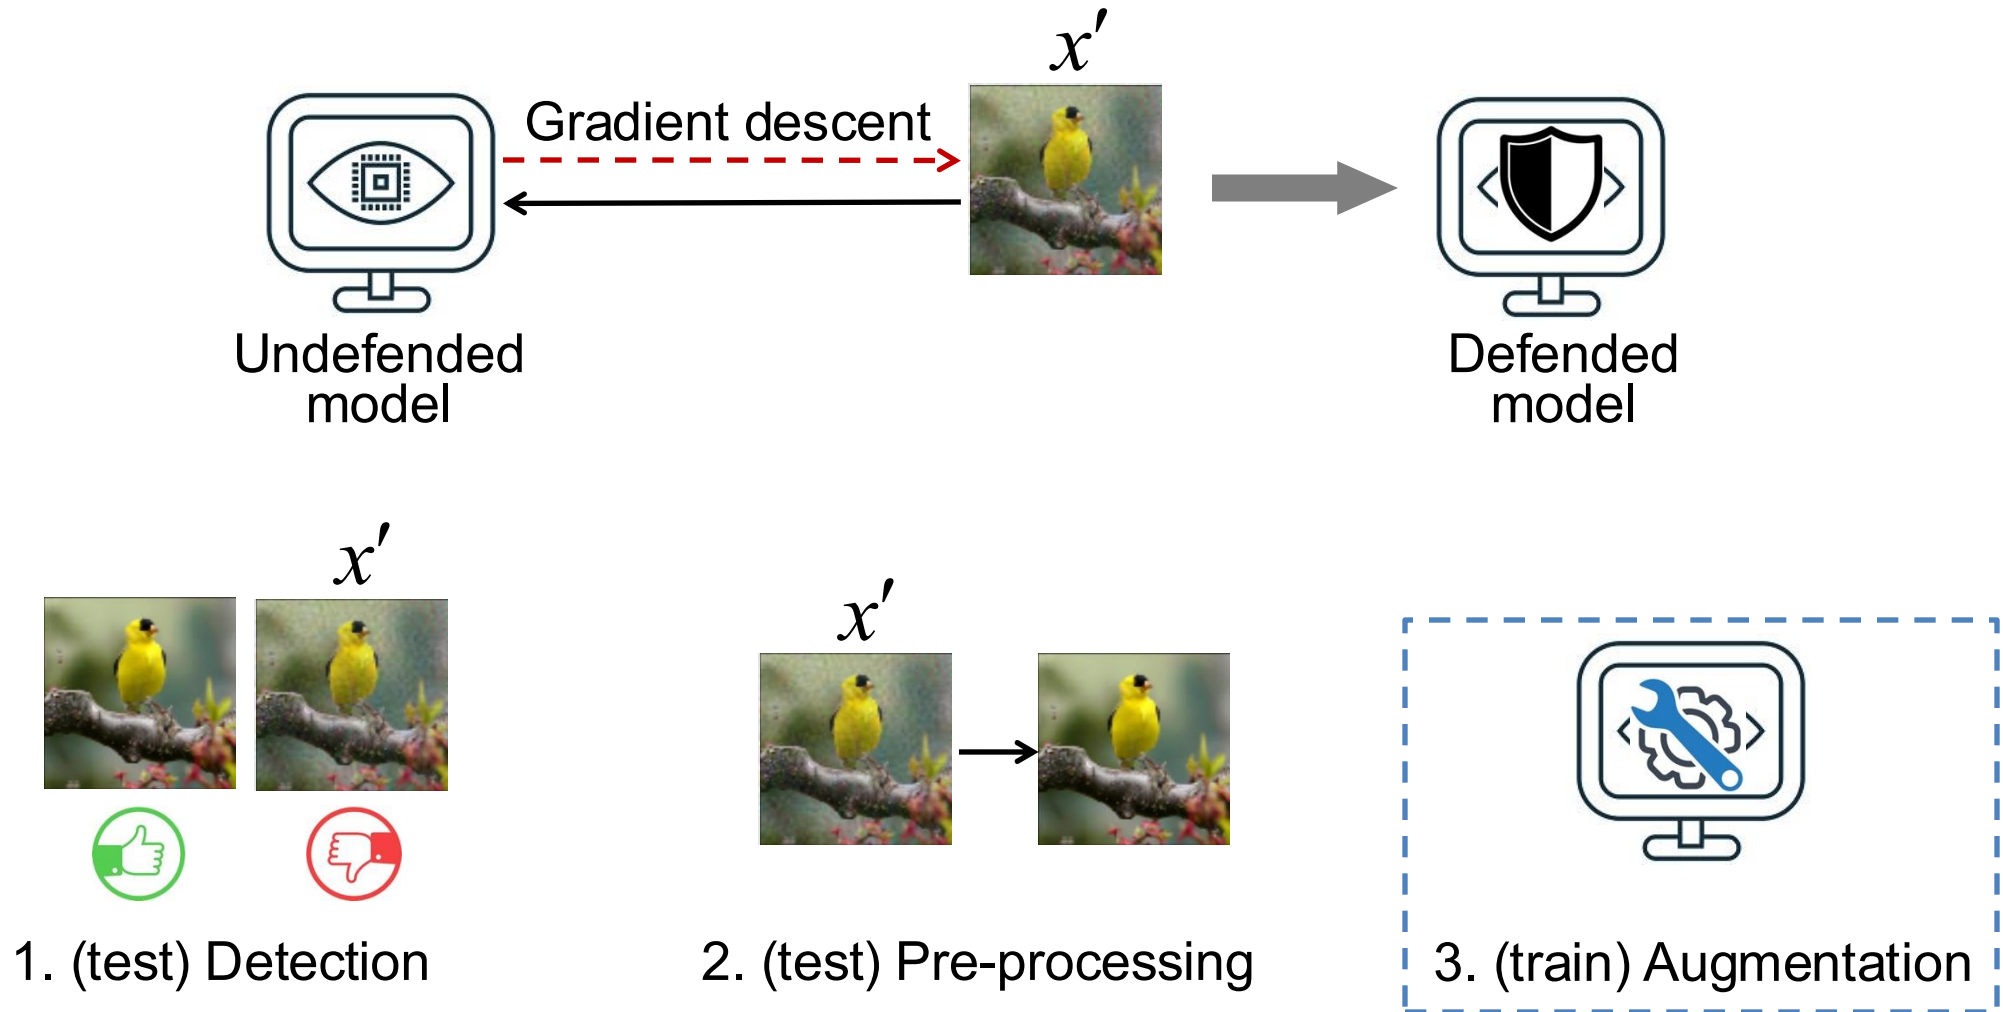 x′
Gradient descent
Undefended
model
Defended
model
x′
x′
1. (test) Detection
2. (test) Pre-processing
3. (train) Augmentation